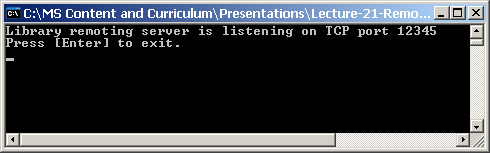 C:\MS Content and Curriculum\Presentations\Lecture-21-Remo...
Library remoting server is listening on TCP port 12345
Press [Enter] to exit.